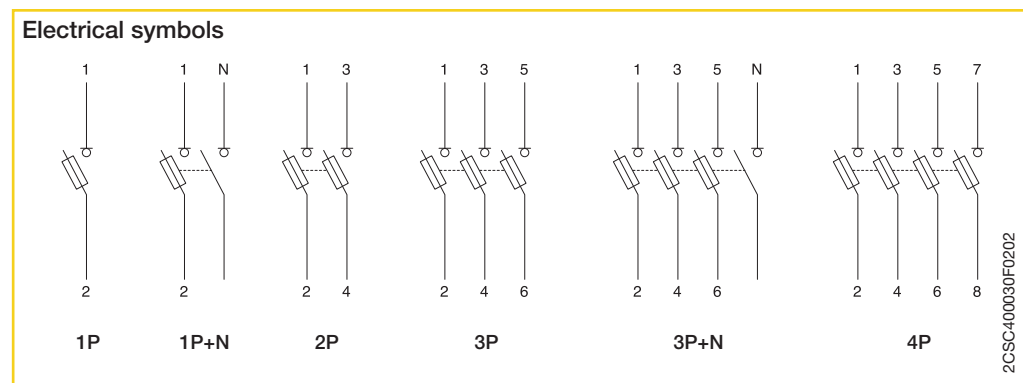 Electrical symbols
1 1 N 1 3 1 3 5 1 3 5 N 1 3 5 7
2 2 2 4 2 4 6 2 4 6 2 4 6 8
1P 1P+N 2P 3P 3P+N 4P
2CSC400030F0202